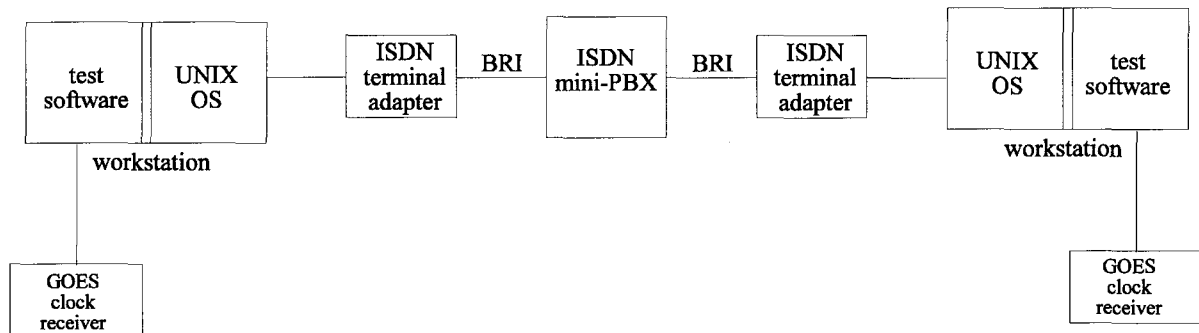 test
software
UNIX
OS
workstation
ISDN
terminal
adapter
BRI
ISDN
mini-PBX
BRI
ISDN
terminal
adapter
UNIX
OS
test
software
workstation
GOES
clock
receiver
GOES
clock
receiver